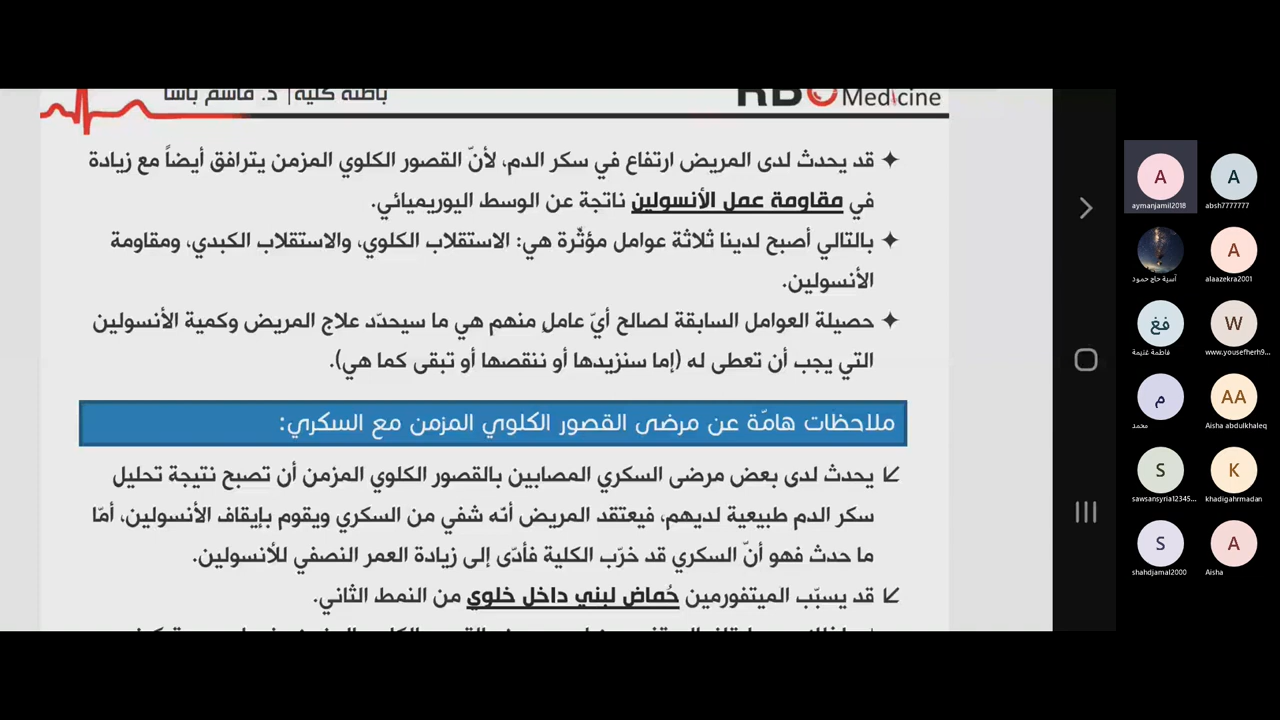 باطنة كلية | د. قاسم باشا
RBO Medicine
✦ قد يحدث لدى المريض ارتفاع في سكر الدم، لأنّ القصور الكلوي المزمن يترافق أيضاً مع زيادة
في مقاومة عمل الأنسولين ناتجة عن الوسط اليوريميائي.
✦ بالتالي أصبح لدينا ثلاثة عوامل مؤثّرة هي: الاستقلاب الكلوي، والاستقلاب الكبدي، ومقاومة
الأنسولين.
✦ حصيلة العوامل السابقة لصالح أيّ عاملٍ منهم هي ما سيحدّد علاج المريض وكمية الأنسولين
التي يجب أن تعطى له (إما سنزيدها أو ننقصها أو تبقى كما هي).
ملاحظات هامّة عن مرضى القصور الكلوي المزمن مع السكري:
يحدث لدى بعض مرضى السكري المصابين بالقصور الكلوي المزمن أن تصبح نتيجة تحليل
سكر الدم طبيعية لديهم، فيعتقد المريض أنّه شفي من السكري ويقوم بإيقاف الأنسولين، أمّا
ما حدث فهو أنّ السكري قد خرّب الكلية فأدّى إلى زيادة العمر النصفي للأنسولين.
قد يسبّب الميتفورمين حُماض لبني داخل خلوي من النمط الثاني.
A
aymanjamil2018
A
absh7777777
آسية حاج حمود
A
alaazekra2001
فغ
فاطمة غنيمة
W
www.yousefherh9...
م
محمد
AA
Aisha abdulkhaleq
S
sawsansyria12345...
K
khadigahrmadan
S
shahdjamal2000
A
Aisha